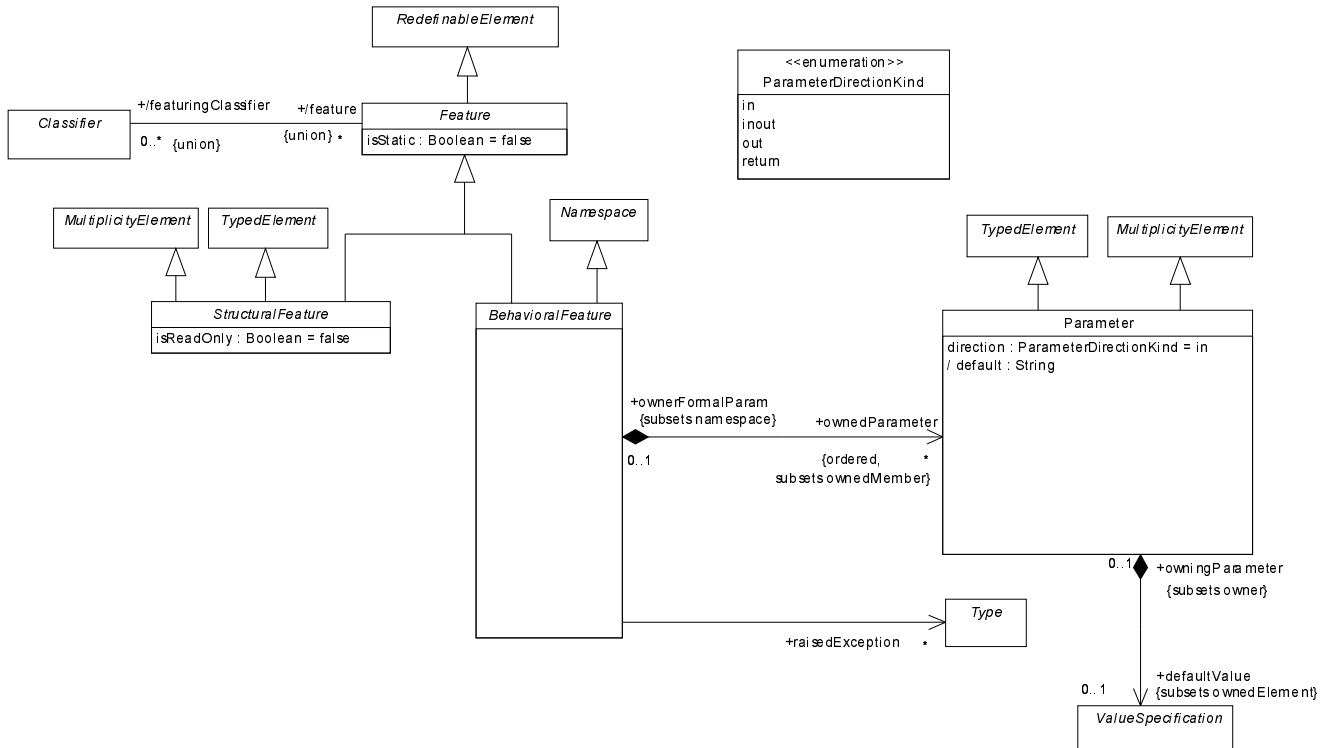 RedefinableElement
<<enumeration>>
ParameterDirectionKind
in
inout
out
return
+/featuringClassifier
+/feature
Classifier
Feature
0..*
{union}
{union}
*
isStatic : Boolean = false
MultiplicityElement
TypedElement
Namespace
TypedElement
MultiplicityElement
StructuralFeature
isReadOnly : Boolean = false
BehavioralFeature
Parameter
direction : ParameterDirectionKind = in
/ default : String
+ownerFormalParam
{subsets namespace}
+ownedParameter
0..1
{ordered,
*
subsets ownedMember}
0..1
+owningParameter
{subsets owner}
Type
+raisedException
*
+defaultValue
0..1
{subsets ownedElement}
ValueSpecification